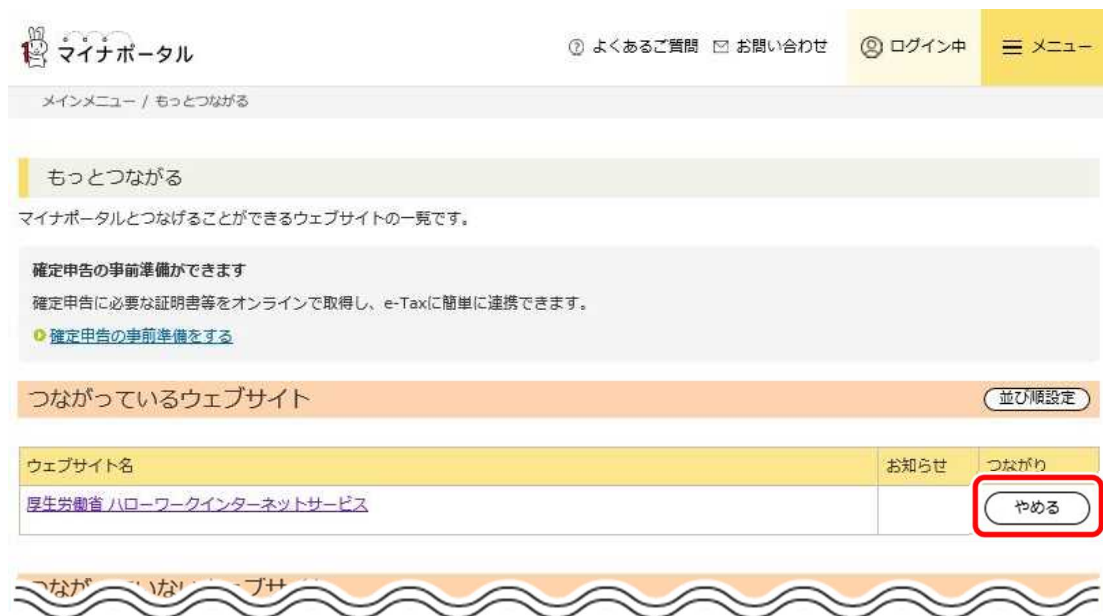 マイナポータル
よくあるご質問 お問い合わせ ログイン中 メニュー
メインメニュー / もっとつながる
もっとつながる
マイナポータルとつなげることができるウェブサイトの一覧です。
確定申告の事前準備ができます
確定申告に必要な証明書等をオンラインで取得し、e-Taxに簡単に連携できます。
確定申告の事前準備をする
つながっているウェブサイト 並び順設定
ウェブサイト名 お知らせ つながり
厚生労働省 ハローワークインターネットサービス やめる